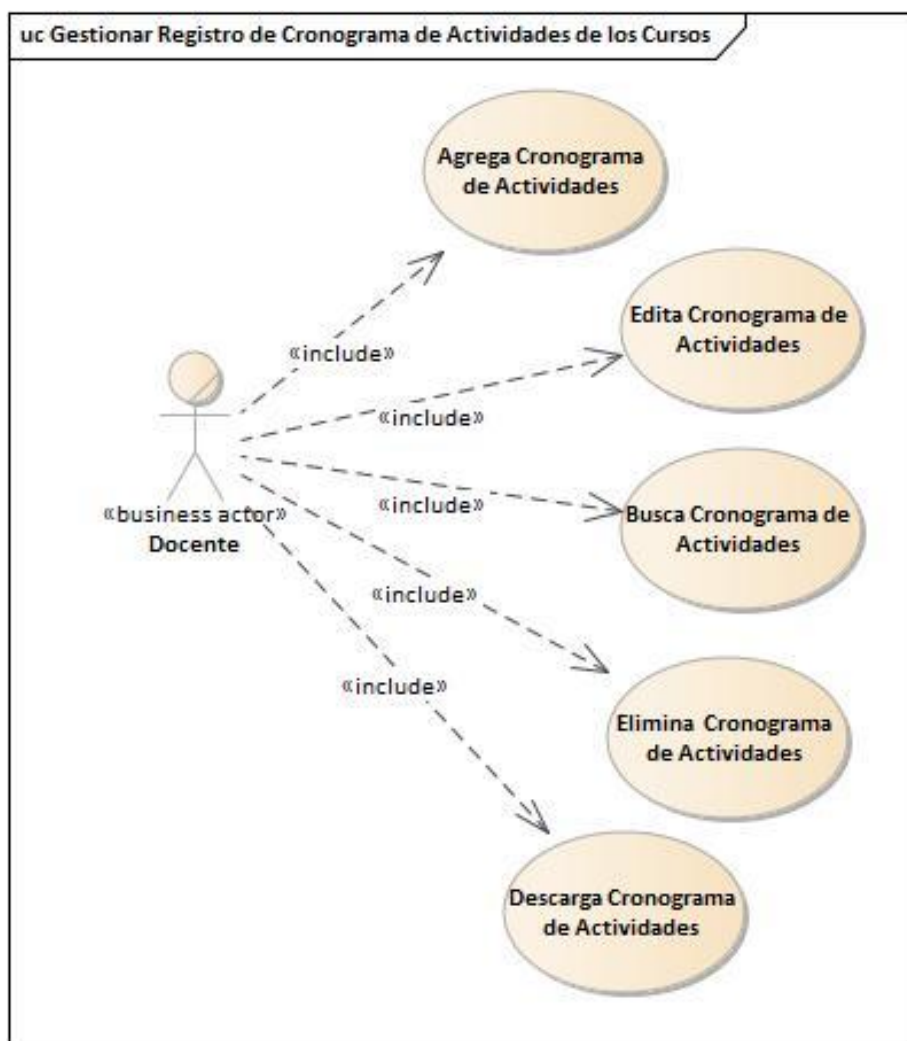 uc Gestionar Registro de Cronograma de Actividades de los Cursos
Agrega Cronograma
de Actividades
Edita Cronograma de
Actividades
«include»
«include»
«include»
Busca Cronograma de
Actividades
«business actor»
Docente
«include»
«include»
Elimina Cronograma
de Actividades
Descarga Cronograma
de Actividades